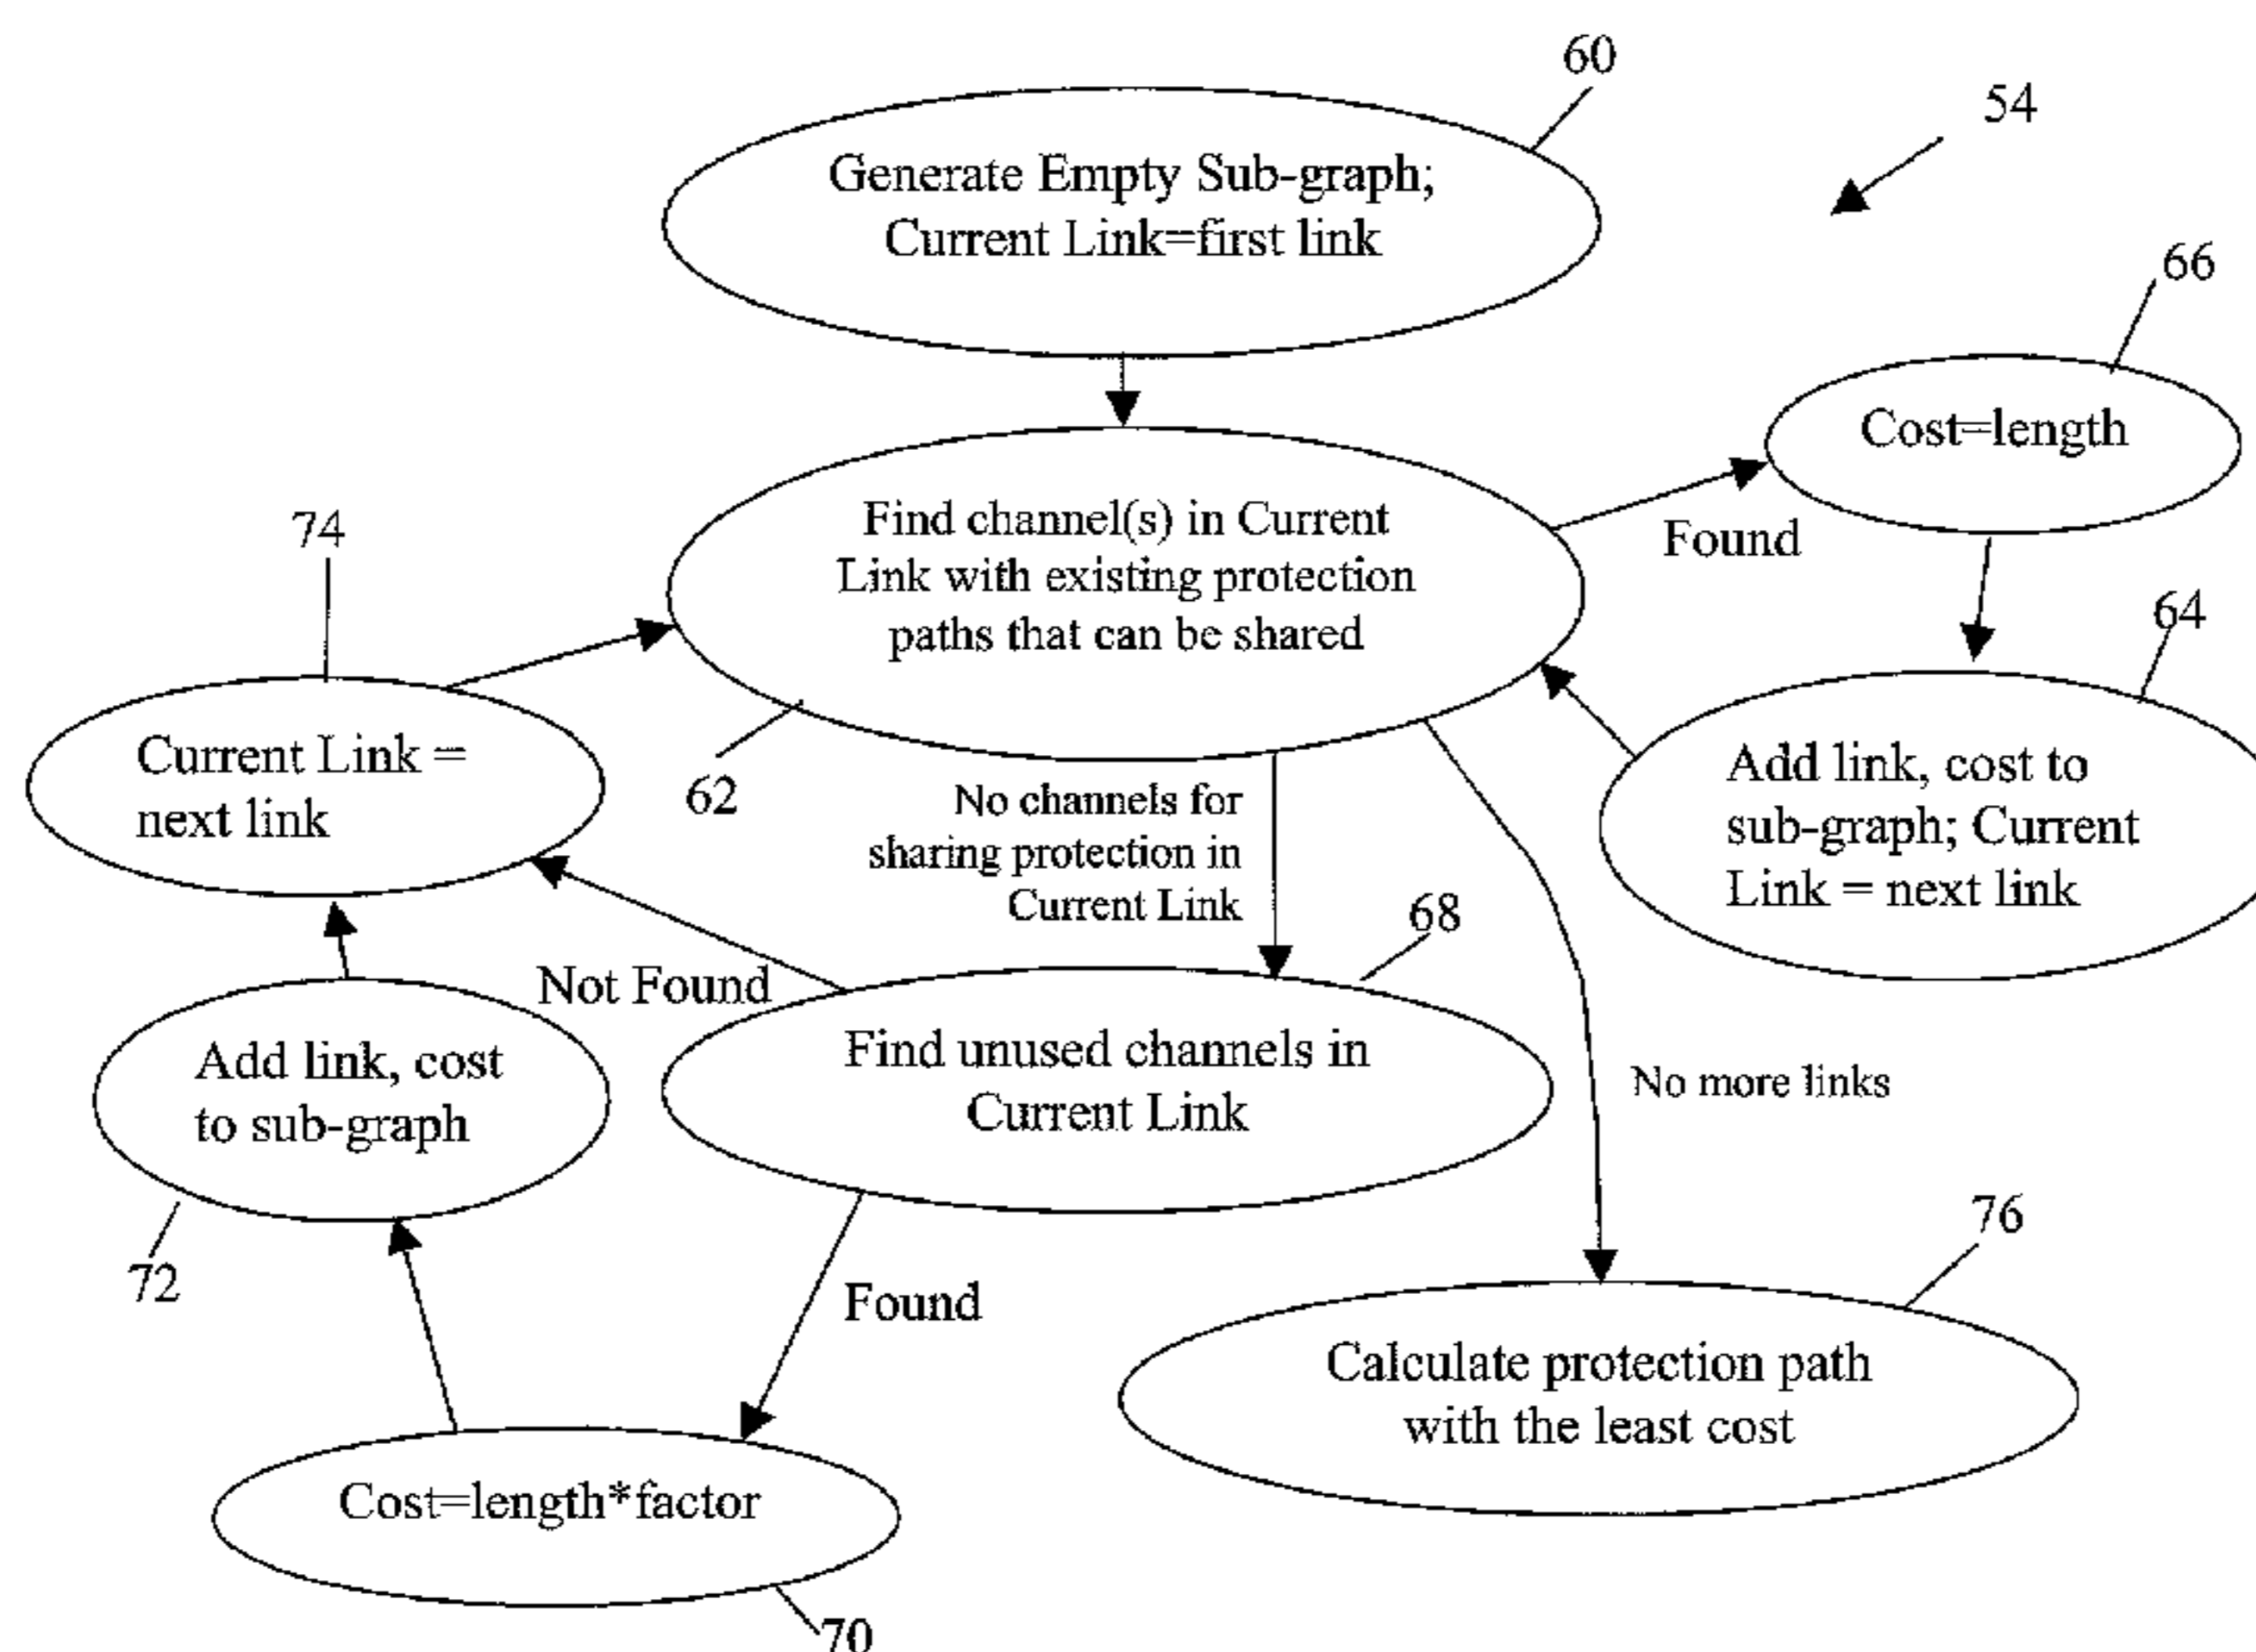 60
54
Generate Empty Sub-graph;
Current Link=first link
66
Cost=length
Find channel(s) in Current
Link with existing protection
paths that can be shared
Found
74
64
Current Link =
next link
62
No channels for
sharing protection in
Current Link
Add link, cost to
sub-graph; Current
Link = next link
68
Not Found
Add link, cost
to sub-graph
Find unused channels in
Current Link
No more links
72
Found
76
Calculate protection path
with the least cost
Cost=length*factor
70